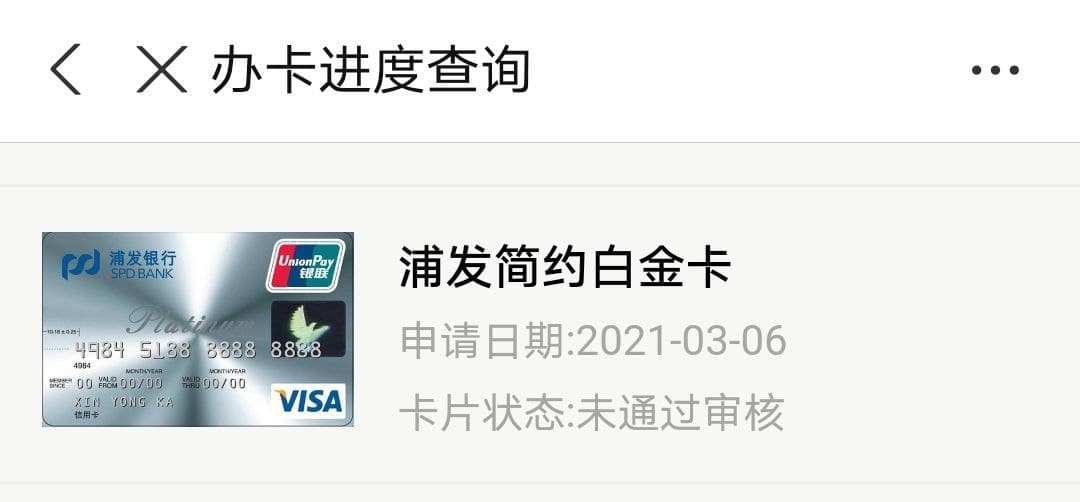 办卡进度查询
浦发银行
SPD BANK
UnionPay
银联
Platinum
4984 5188 8888 8888
4984
MONTH/YEAR MONTH/YEAR
MEMBER SINCE 00 VALID FROM 00/00 VALID THRU 00/00
XIN YONG KA
信用卡
VISA
浦发简约白金卡
申请日期:2021-03-06
卡片状态:未通过审核